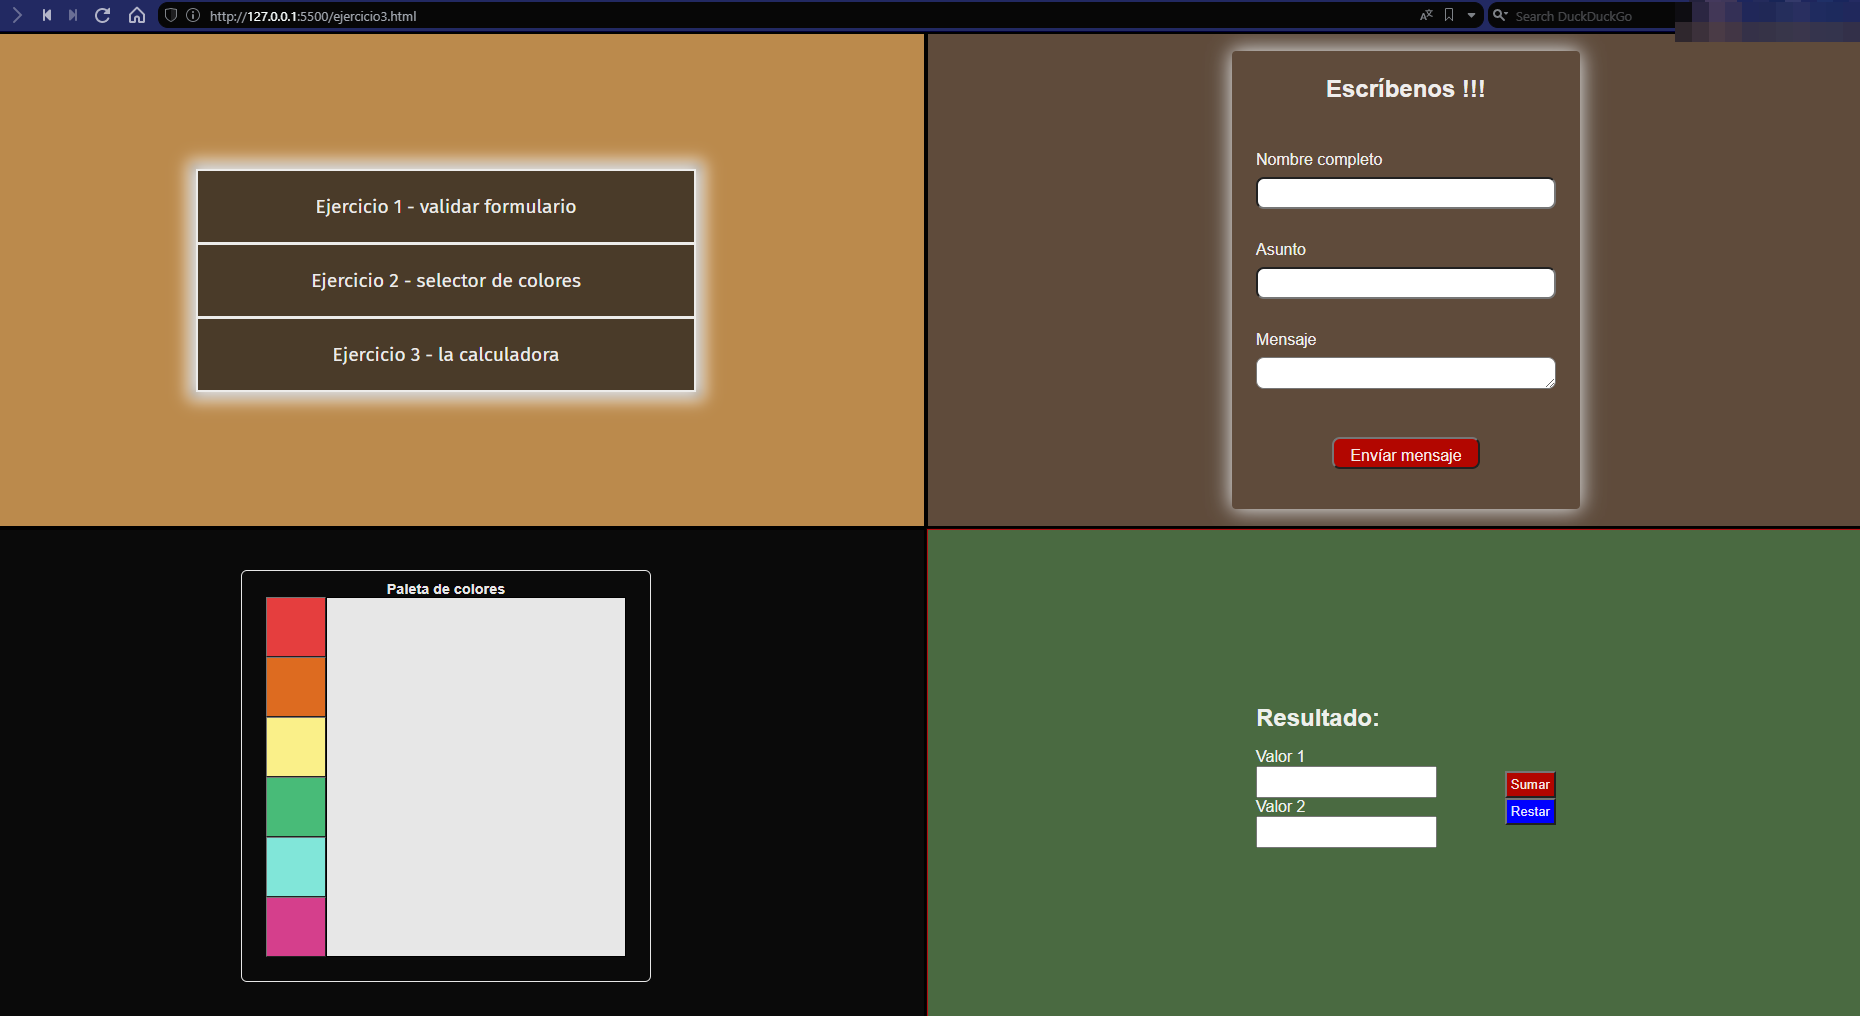 http://127.0.0.1:5500/ejercicio3.html
Search DuckDuckGo
Ejercicio 1 - validar formulario
Ejercicio 2 - selector de colores
Ejercicio 3 - la calculadora
Escríbenos !!!
Nombre completo
Asunto
Mensaje
Envíar mensaje
Paleta de colores
Resultado:
Valor 1
Sumar
Valor 2
Restar